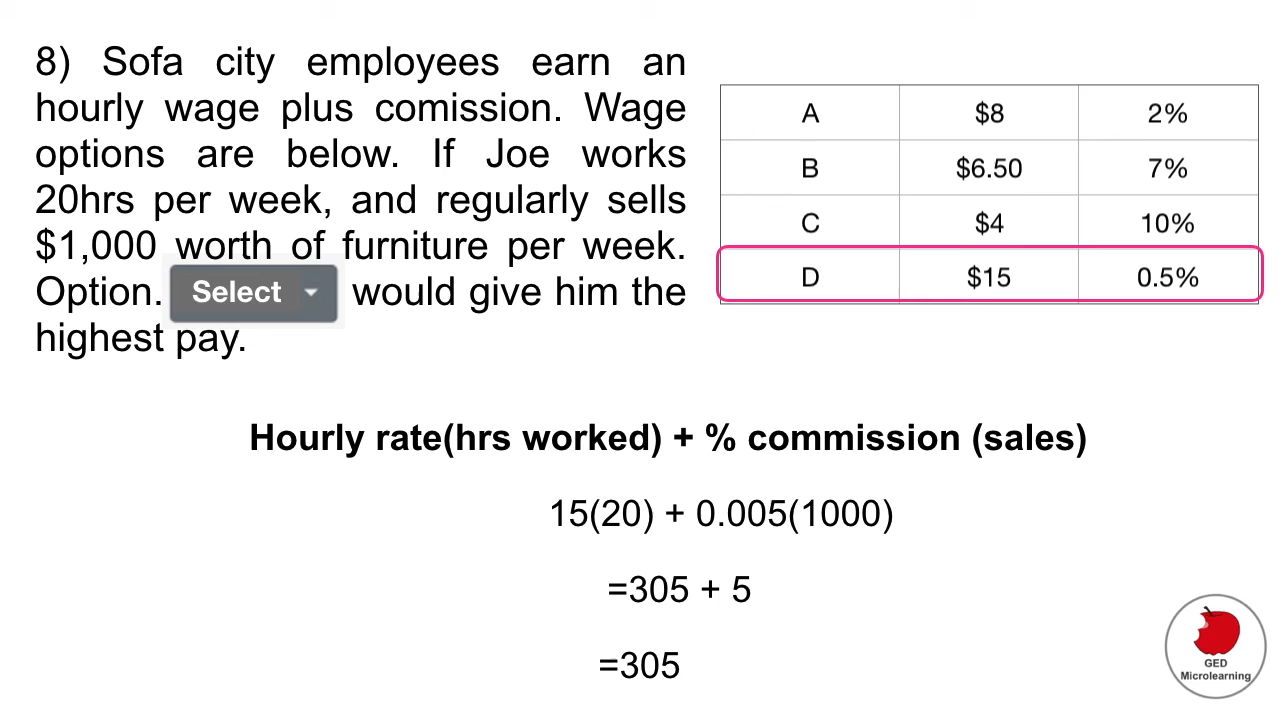 8) Sofa city employees earn an
hourly wage plus comission. Wage
options are below. If Joe works
20hrs per week, and regularly sells
$1,000 worth of furniture per week.
Option. Select would give him the
highest pay.
A $8 2%
B $6.50 7%
C $4 10%
D $15 0.5%
Hourly rate(hrs worked) + % commission (sales)
15(20) + 0.005(1000)
=305 + 5
=305
GED
Microlearning